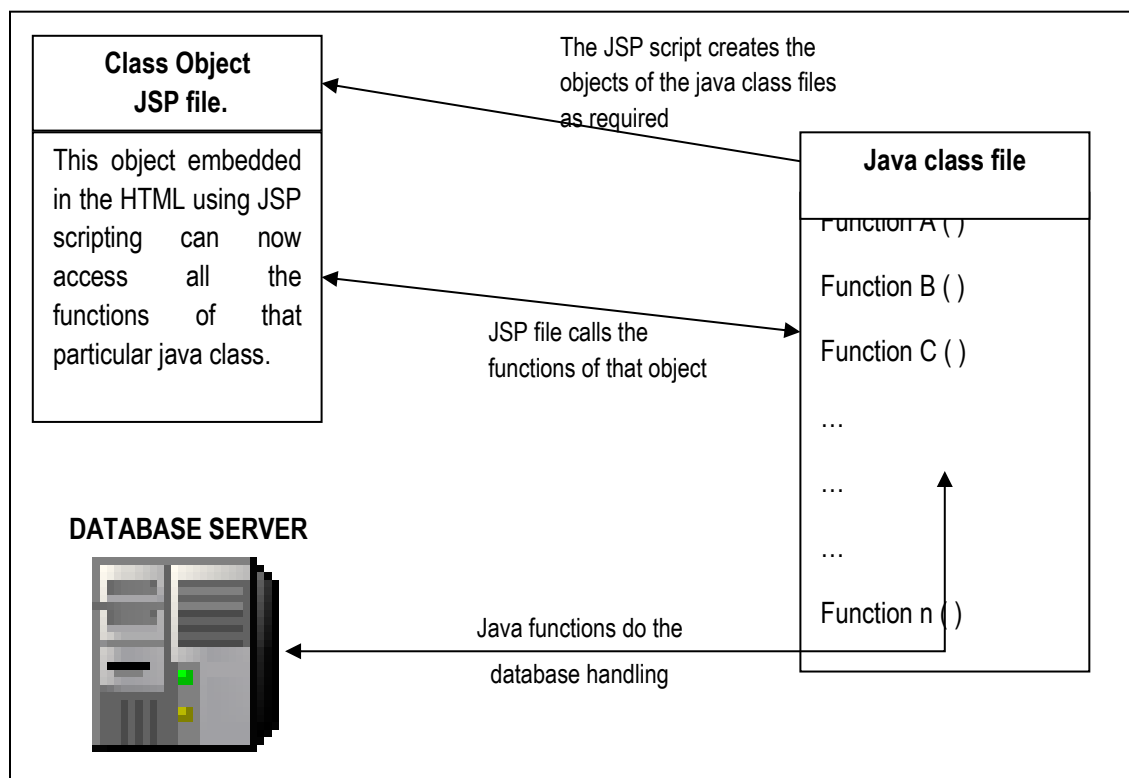 Class Object
JSP file.
This object embedded
in the HTML using JSP
scripting can now
access all the
functions of that
particular java class.
The JSP script creates the
objects of the java class files
as required
Java class file
Function A ( )
Function B ( )
Function C ( )
…
…
…
Function n ( )
JSP file calls the
functions of that object
DATABASE SERVER
Java functions do the
database handling